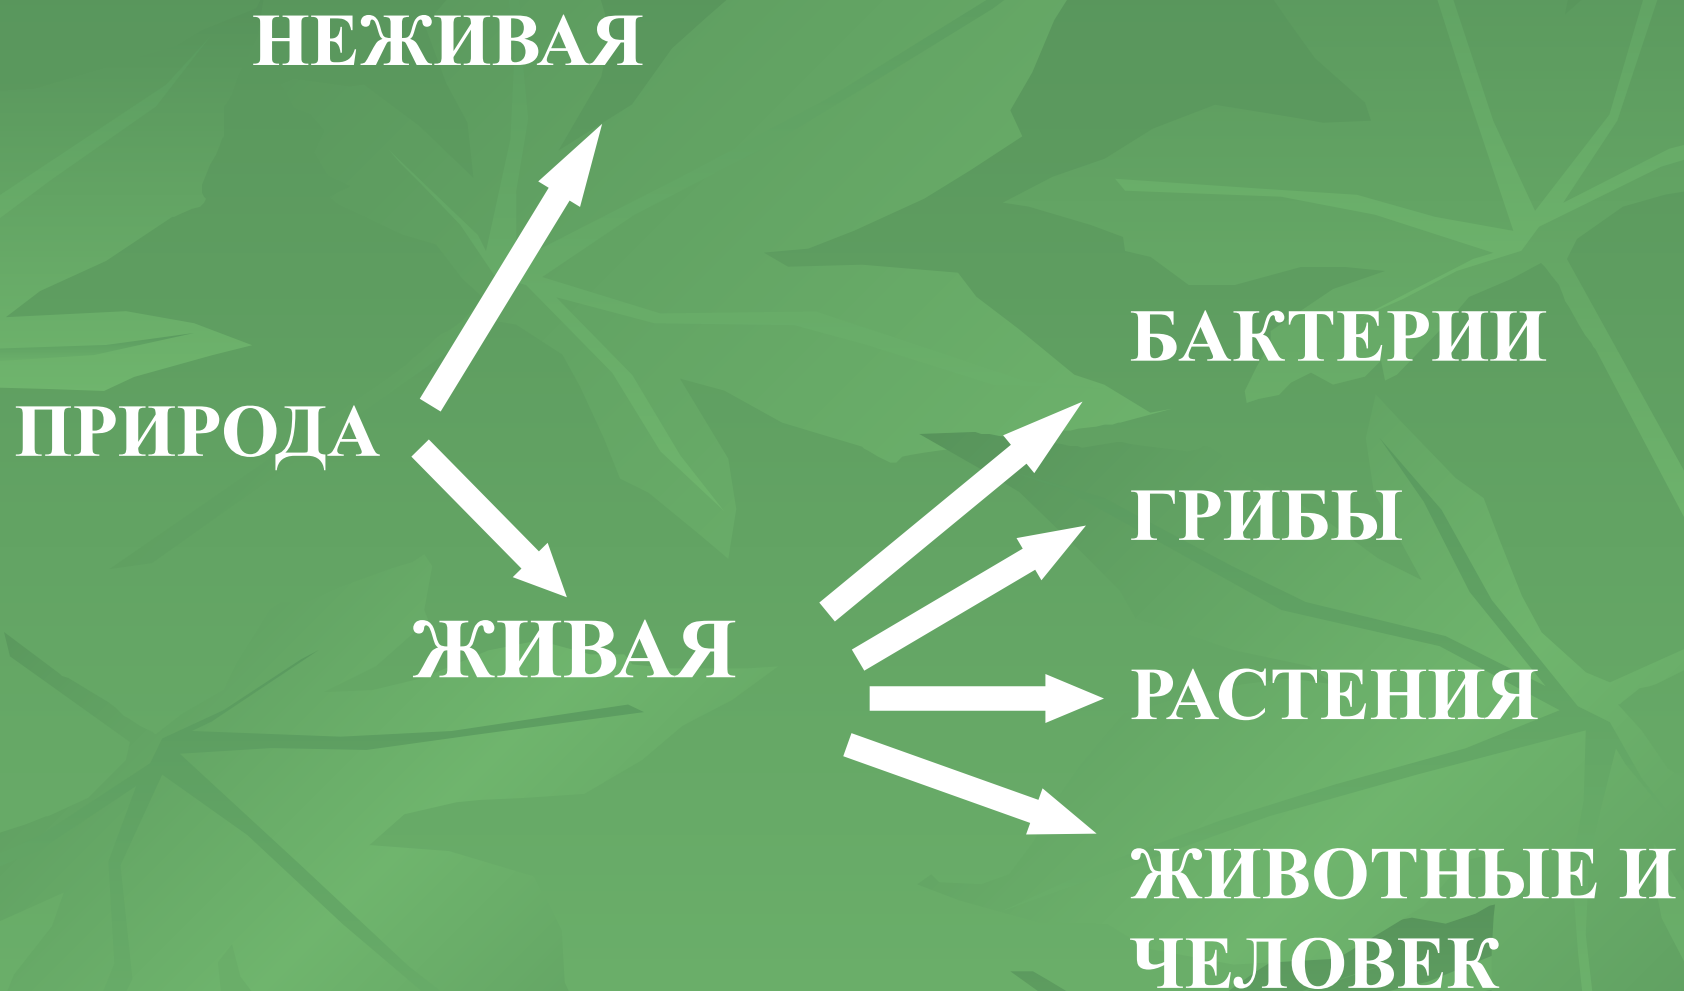 НЕЖИВАЯ
ПРИРОДА
ЖИВАЯ
БАКТЕРИИ
ГРИБЫ
РАСТЕНИЯ
ЖИВОТНЫЕ И
ЧЕЛОВЕК